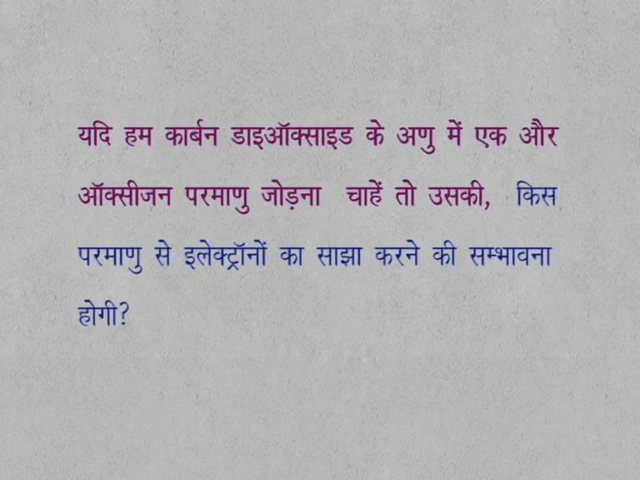 यदि हम कार्बन डाइऑक्साइड के अणु में एक और
ऑक्सीजन परमाणु जोड़ना चाहें तो उसकी, किस
परमाणु से इलेक्ट्रॉनों का साझा करने की सम्भावना
होगी?